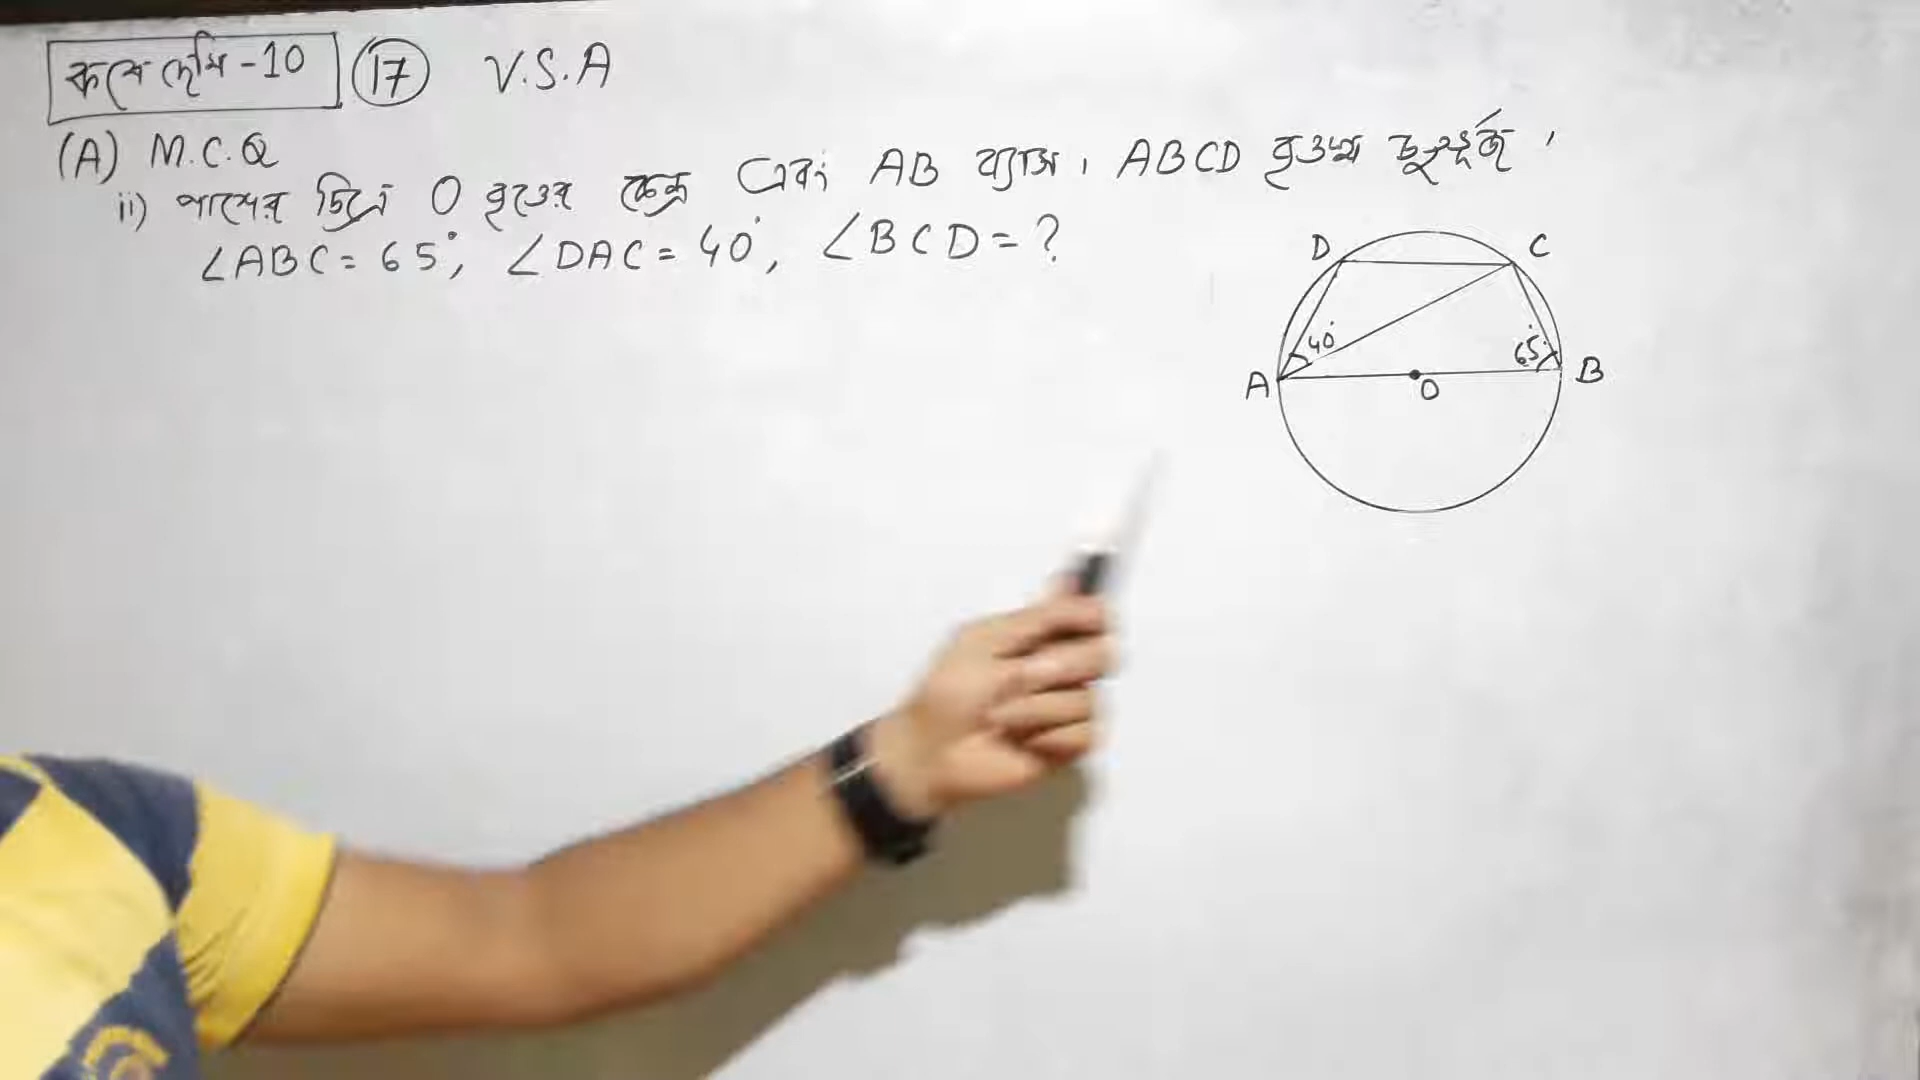 কষে দেখি - 10 17 V.S.A
(A) M.C.Q
ii) পাশের চিত্রে O বৃত্তের কেন্দ্র এবং AB ব্যাস। ABCD বৃত্তস্থ চতুর্ভুজ,
∠ABC = 65°, ∠DAC = 40°, ∠BCD = ?
D C
40° 65°
A O B